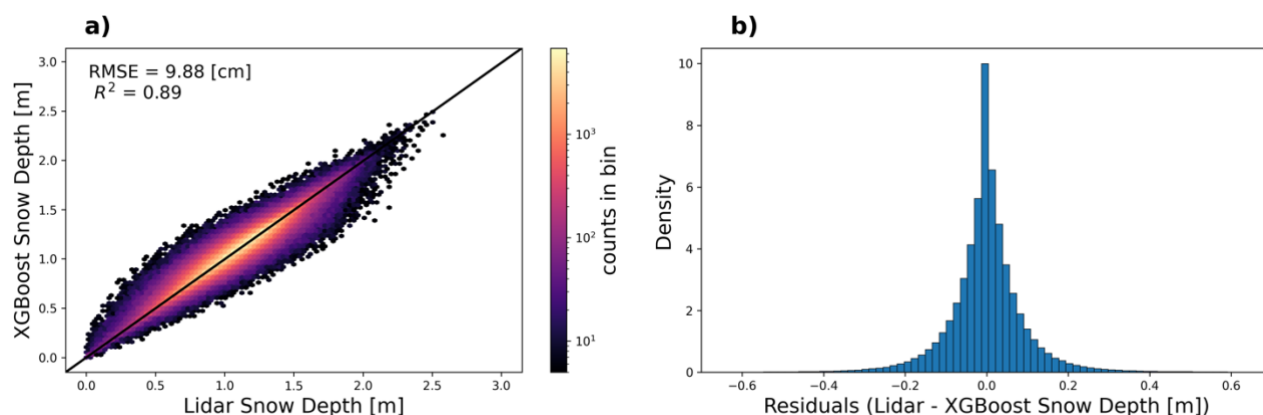 a)
RMSE = 9.88 [cm]
R² = 0.89
XGBoost Snow Depth [m]
3.0
2.5
2.0
1.5
1.0
0.5
0.0
0.0 0.5 1.0 1.5 2.0 2.5 3.0
Lidar Snow Depth [m]
10³
10²
10¹
counts in bin
b)
Density
10
8
6
4
2
0
−0.6 −0.4 −0.2 0.0 0.2 0.4 0.6
Residuals (Lidar - XGBoost Snow Depth [m])